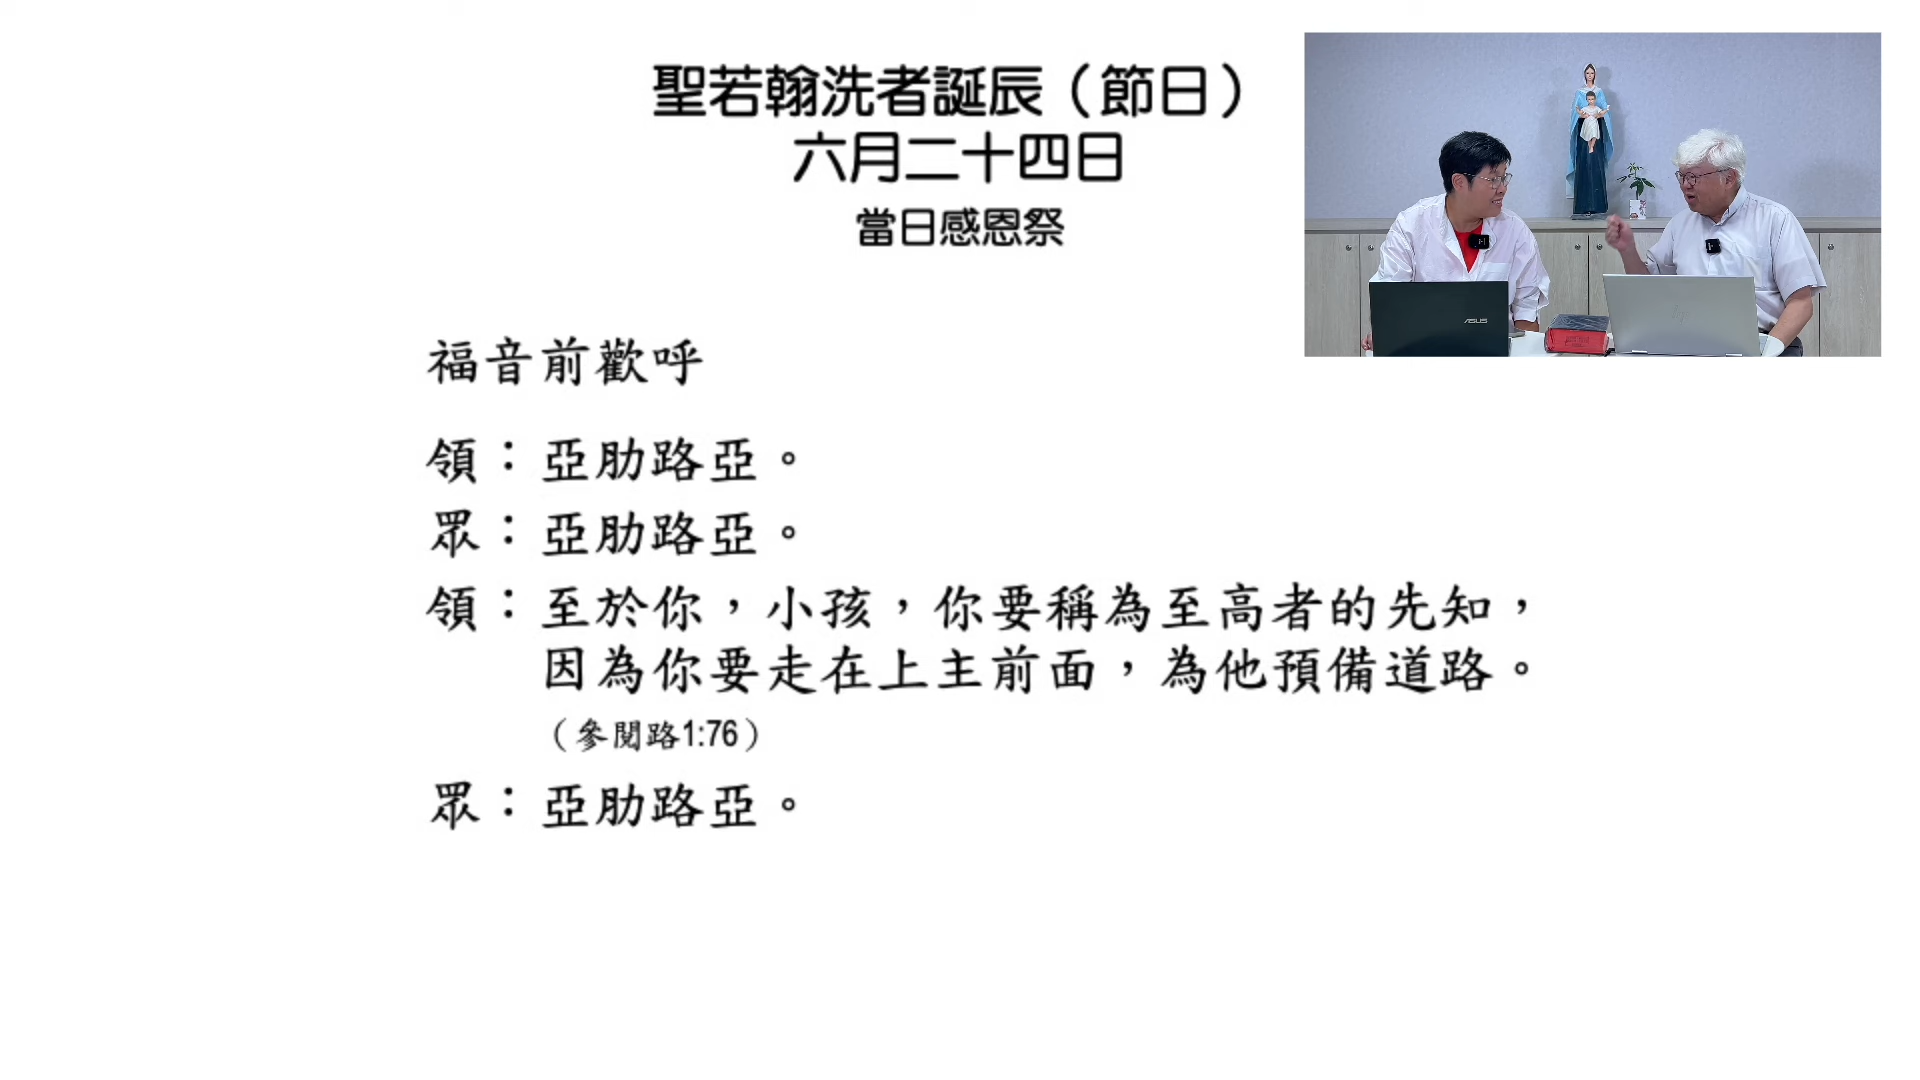 聖若翰洗者誕辰（節日）
六月二十四日
當日感恩祭
福音前歡呼
領：亞肋路亞。
眾：亞肋路亞。
領：至於你，小孩，你要稱為至高者的先知，
因為你要走在上主前面，為他預備道路。
（參閱路1:76）
眾：亞肋路亞。
ASUS